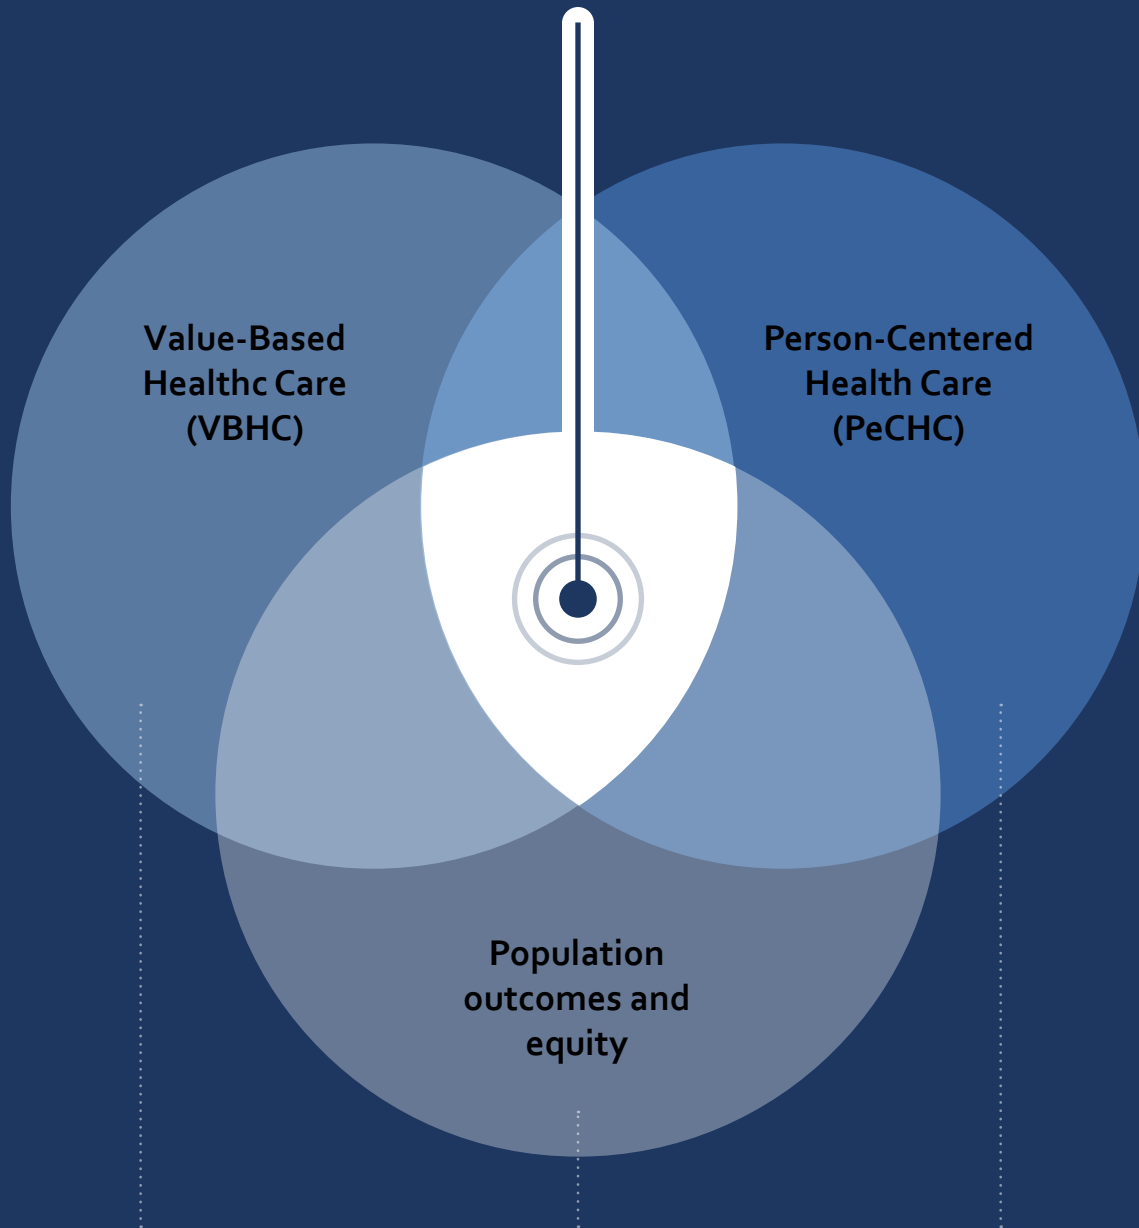 Value-Based
Healthc Care
(VBHC)
Person-Centered
Health Care
(PeCHC)
Population
outcomes and
equity